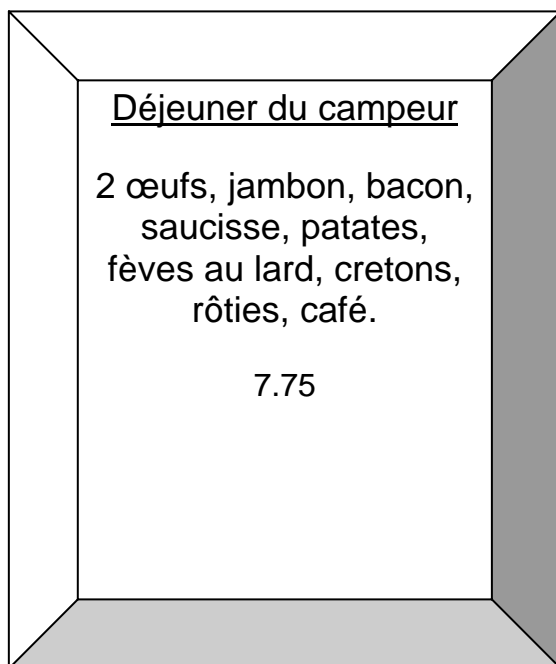 Déjeuner du campeur
2 œufs, jambon, bacon,
saucisse, patates,
fèves au lard, cretons,
rôties, café.
7.75